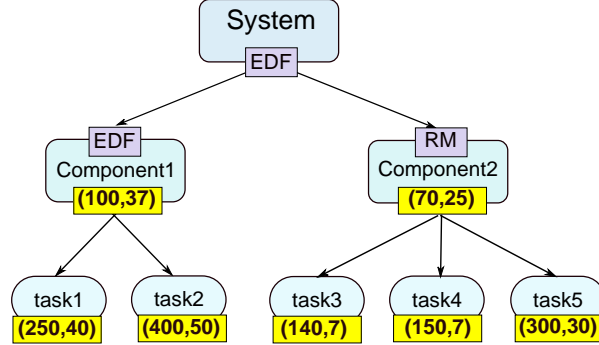 System
EDF
EDF
Component1
(100,37)
RM
Component2
(70,25)
task1
(250,40)
task2
(400,50)
task3
(140,7)
task4
(150,7)
task5
(300,30)